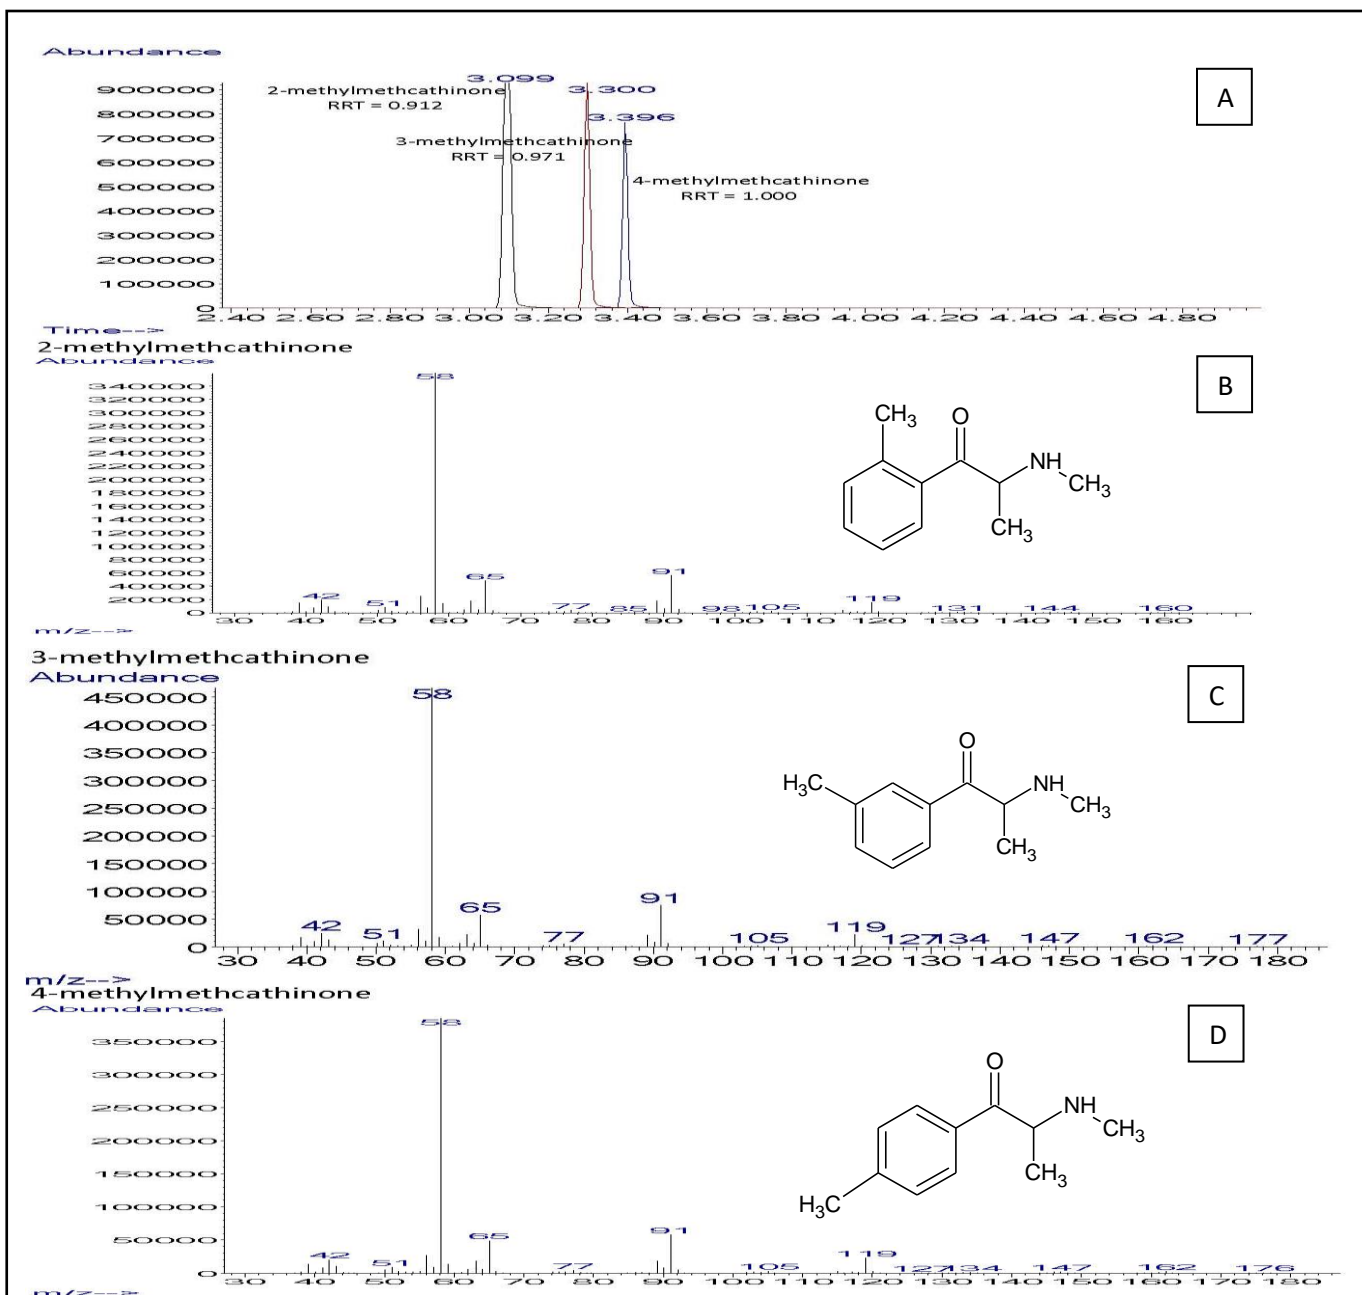 Abundance
A
3.099
3.300
3.396
2-methylmethcathinone
RRT = 0.912
3-methylmethcathinone
RRT = 0.971
4-methylmethcathinone
RRT = 1.000
900000
800000
700000
600000
500000
400000
300000
200000
100000
0
2.40 2.60 2.80 3.00 3.20 3.40 3.60 3.80 4.00 4.20 4.40 4.60 4.80
Time-->
2-methylmethcathinone
Abundance
B
340000
320000
300000
280000
260000
240000
220000
200000
180000
160000
140000
120000
100000
80000
60000
40000
20000
0
58
42 51 65 77 85 91 98 105 119 131 144 160
CH3 O NH CH3 CH3
30 40 50 60 70 80 90 100 110 120 130 140 150 160
m/z-->
3-methylmethcathinone
Abundance
C
450000
400000
350000
300000
250000
200000
150000
100000
50000
0
58
42 51 65 77 91 105 119 127 134 147 162 177
H3C O NH CH3 CH3
30 40 50 60 70 80 90 100 110 120 130 140 150 160 170 180
m/z-->
4-methylmethcathinone
Abundance
D
350000
300000
250000
200000
150000
100000
50000
0
58
42 51 65 77 91 105 119 127 134 147 162 176
O NH CH3 CH3 H3C
30 40 50 60 70 80 90 100 110 120 130 140 150 160 170 180
m/z-->